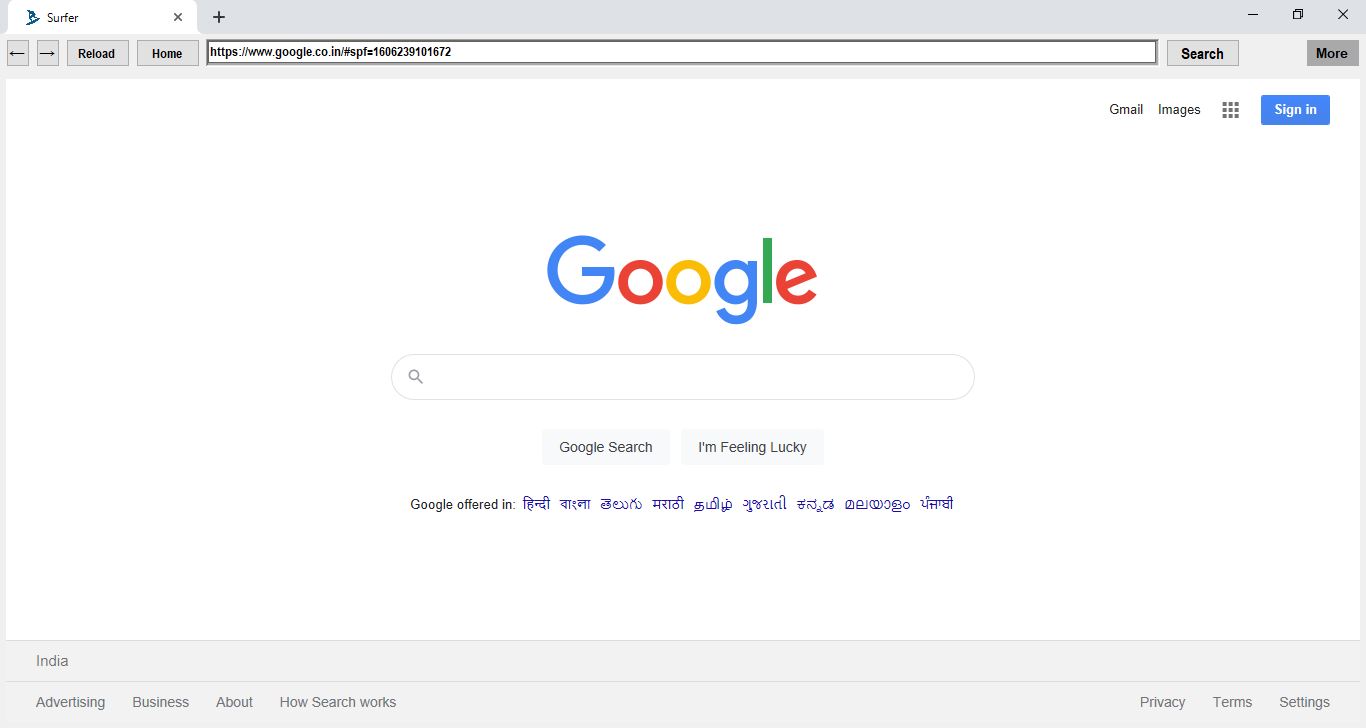 Surfer
← → Reload Home https://www.google.co.in/#spf=1606239101672 Search More
Gmail Images Sign in
Google
Google Search I'm Feeling Lucky
Google offered in: हिन्दी বাংলা తెలుగు मराठी தமிழ் ગુજરાતી ಕನ್ನಡ മലയാളം ਪੰਜਾਬੀ
India
Advertising Business About How Search works Privacy Terms Settings